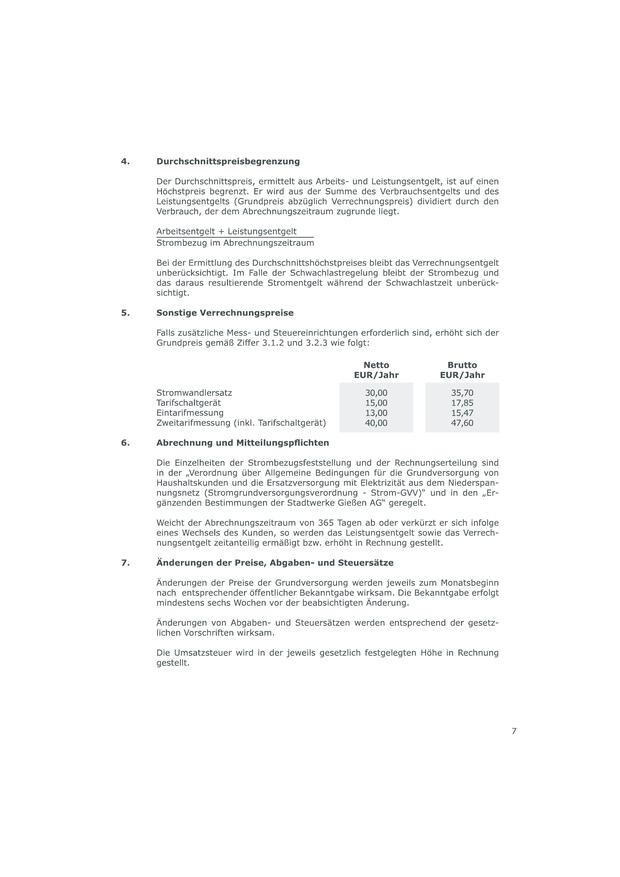 4. Durchschnittspreisbegrenzung
Der Durchschnittspreis, ermittelt aus Arbeits- und Leistungsentgelt, ist auf einen
Höchstpreis begrenzt. Er wird aus der Summe des Verbrauchsentgelts und des
Leistungsentgelts (Grundpreis abzüglich Verrechnungspreis) dividiert durch den
Verbrauch, der dem Abrechnungszeitraum zugrunde liegt.
Arbeitsentgelt + Leistungsentgelt
Strombezug im Abrechnungszeitraum
Bei der Ermittlung des Durchschnittshöchstpreises bleibt das Verrechnungsentgelt
unberücksichtigt. Im Falle der Schwachlastregelung bleibt der Strombezug und
das daraus resultierende Stromentgelt während der Schwachlastzeit unberück-
sichtigt.
5. Sonstige Verrechnungspreise
Falls zusätzliche Mess- und Steuereinrichtungen erforderlich sind, erhöht sich der
Grundpreis gemäß Ziffer 3.1.2 und 3.2.3 wie folgt:
Netto Brutto
EUR/Jahr EUR/Jahr
Stromwandlersatz 30,00 35,70
Tarifschaltgerät 15,00 17,85
Eintarifmessung 13,00 15,47
Zweitarifmessung (inkl. Tarifschaltgerät) 40,00 47,60
6. Abrechnung und Mitteilungspflichten
Die Einzelheiten der Strombezugsfeststellung und der Rechnungserteilung sind
in der „Verordnung über Allgemeine Bedingungen für die Grundversorgung von
Haushaltskunden und die Ersatzversorgung mit Elektrizität aus dem Niederspan-
nungsnetz (Stromgrundversorgungsverordnung - Strom-GVV)" und in den „Er-
gänzenden Bestimmungen der Stadtwerke Gießen AG" geregelt.
Weicht der Abrechnungszeitraum von 365 Tagen ab oder verkürzt er sich infolge
eines Wechsels des Kunden, so werden das Leistungsentgelt sowie das Verrech-
nungsentgelt zeitanteilig ermäßigt bzw. erhöht in Rechnung gestellt.
7. Änderungen der Preise, Abgaben- und Steuersätze
Änderungen der Preise der Grundversorgung werden jeweils zum Monatsbeginn
nach entsprechender öffentlicher Bekanntgabe wirksam. Die Bekanntgabe erfolgt
mindestens sechs Wochen vor der beabsichtigten Änderung.
Änderungen von Abgaben- und Steuersätzen werden entsprechend der gesetz-
lichen Vorschriften wirksam.
Die Umsatzsteuer wird in der jeweils gesetzlich festgelegten Höhe in Rechnung
gestellt.
7